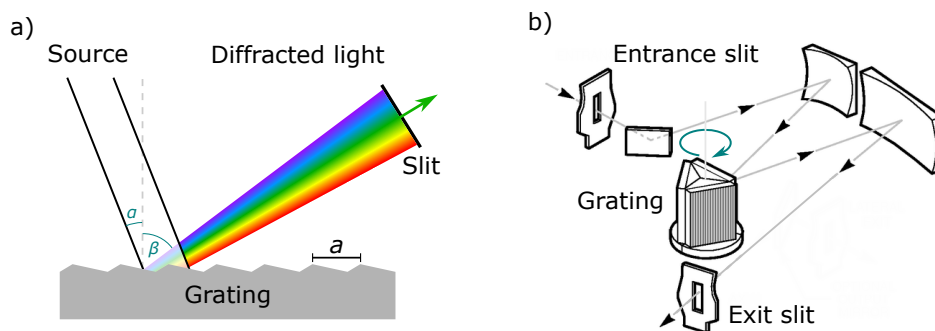 a)
Source
Diffracted light
Slit
α
β
a
Grating
b)
Entrance slit
Grating
Exit slit